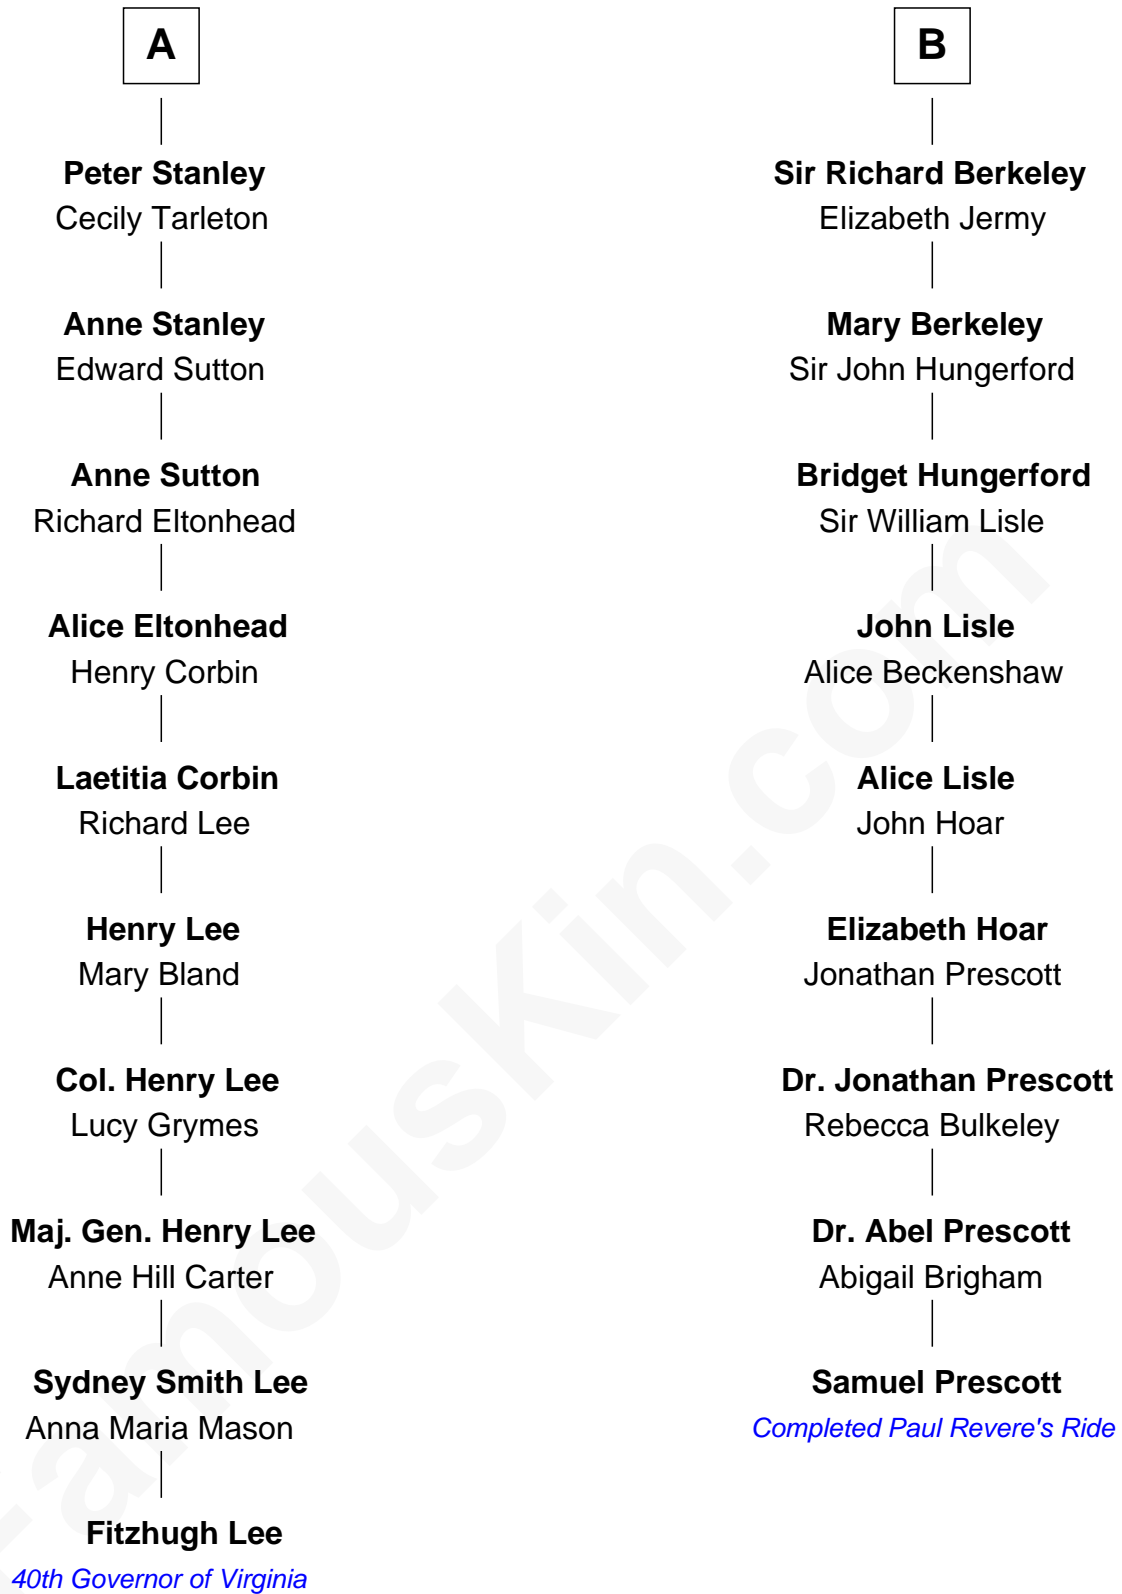 A
Peter Stanley
Cecily Tarleton
Anne Stanley
Edward Sutton
Anne Sutton
Richard Eltonhead
Alice Eltonhead
Henry Corbin
Laetitia Corbin
Richard Lee
Henry Lee
Mary Bland
Col. Henry Lee
Lucy Grymes
Maj. Gen. Henry Lee
Anne Hill Carter
Sydney Smith Lee
Anna Maria Mason
Fitzhugh Lee
40th Governor of Virginia
B
Sir Richard Berkeley
Elizabeth Jermy
Mary Berkeley
Sir John Hungerford
Bridget Hungerford
Sir William Lisle
John Lisle
Alice Beckenshaw
Alice Lisle
John Hoar
Elizabeth Hoar
Jonathan Prescott
Dr. Jonathan Prescott
Rebecca Bulkeley
Dr. Abel Prescott
Abigail Brigham
Samuel Prescott
Completed Paul Revere's Ride
FamousKin.com